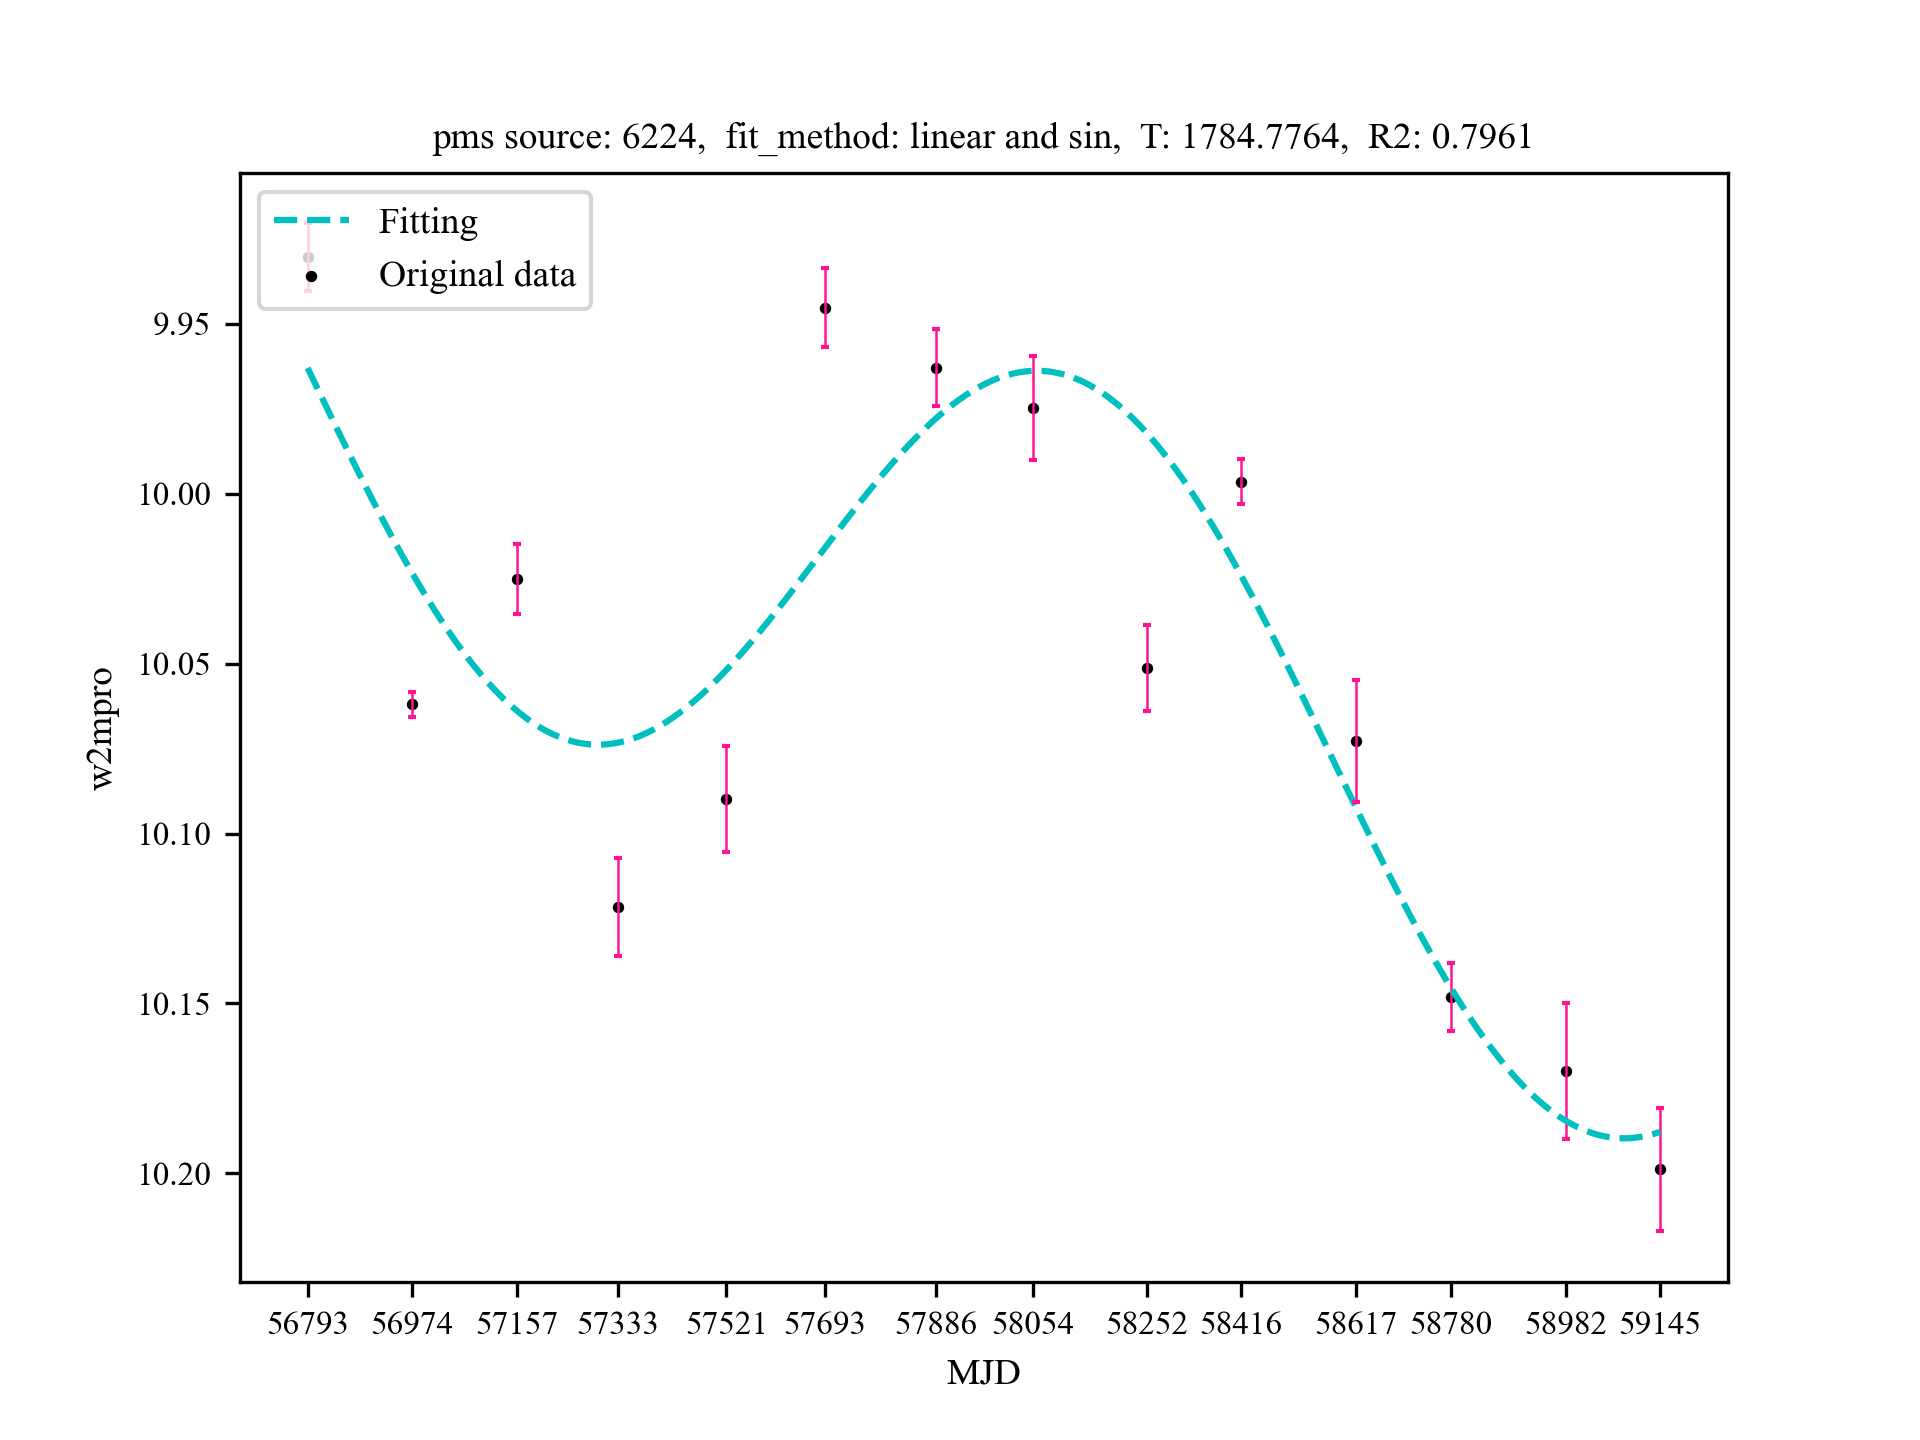 pms source: 6224,  fit_method: linear and sin,  T: 1784.7764,  R2: 0.7961
Fitting
Original data
9.95
10.00
10.05
10.10
10.15
10.20
w2mpro
56793 56974 57157 57333 57521 57693 57886 58054 58252 58416 58617 58780 58982 59145
MJD